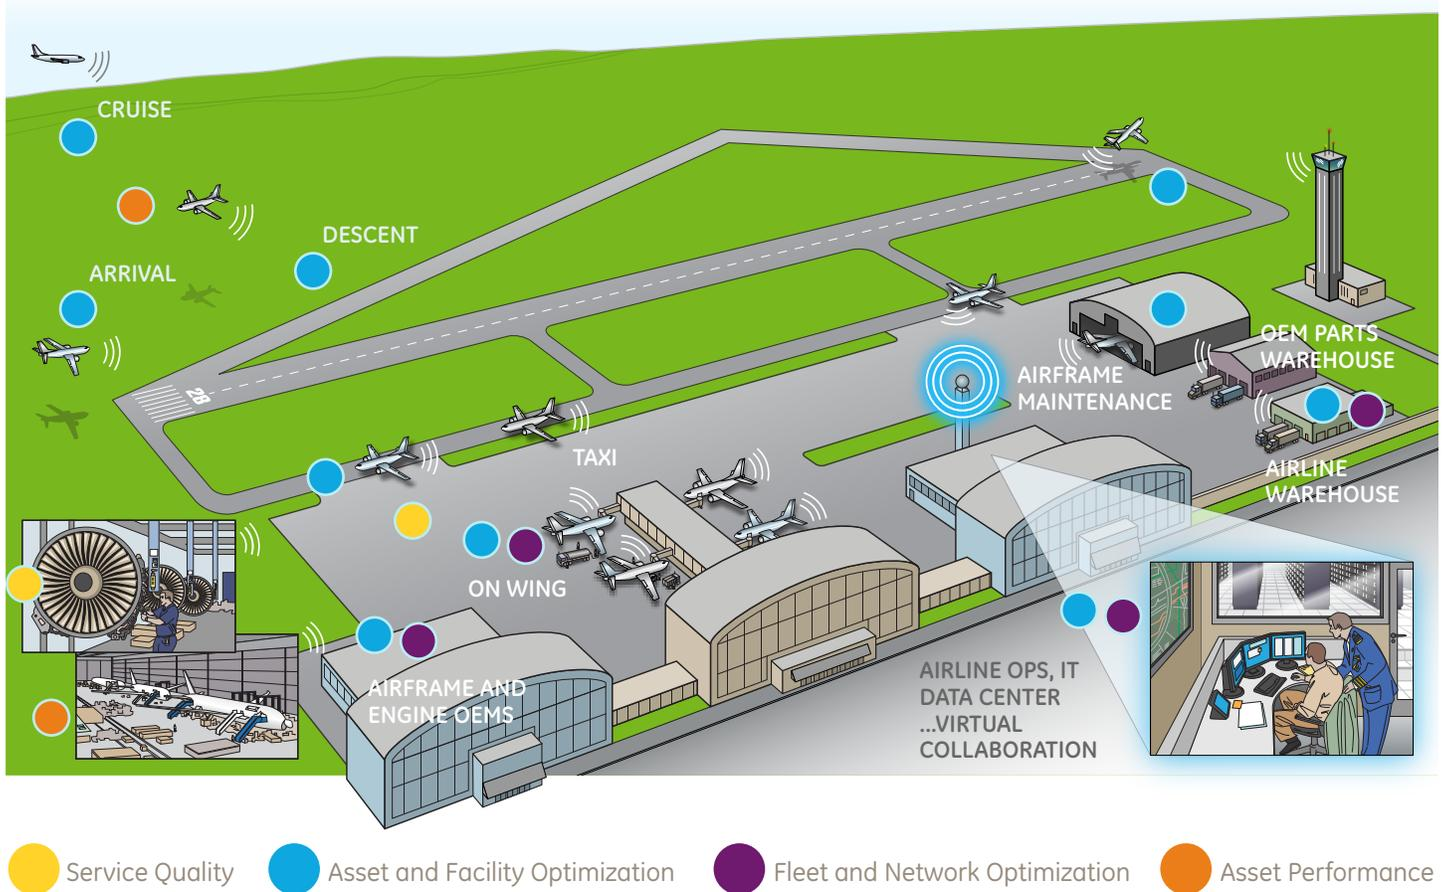 CRUISE
DESCENT
ARRIVAL
OEM PARTS
WAREHOUSE
AIRFRAME
MAINTENANCE
28
TAXI
AIRLINE
WAREHOUSE
ON WING
AIRFRAME AND
ENGINE OEMS
AIRLINE OPS, IT
DATA CENTER
...VIRTUAL
COLLABORATION
Service Quality
Asset and Facility Optimization
Fleet and Network Optimization
Asset Performance